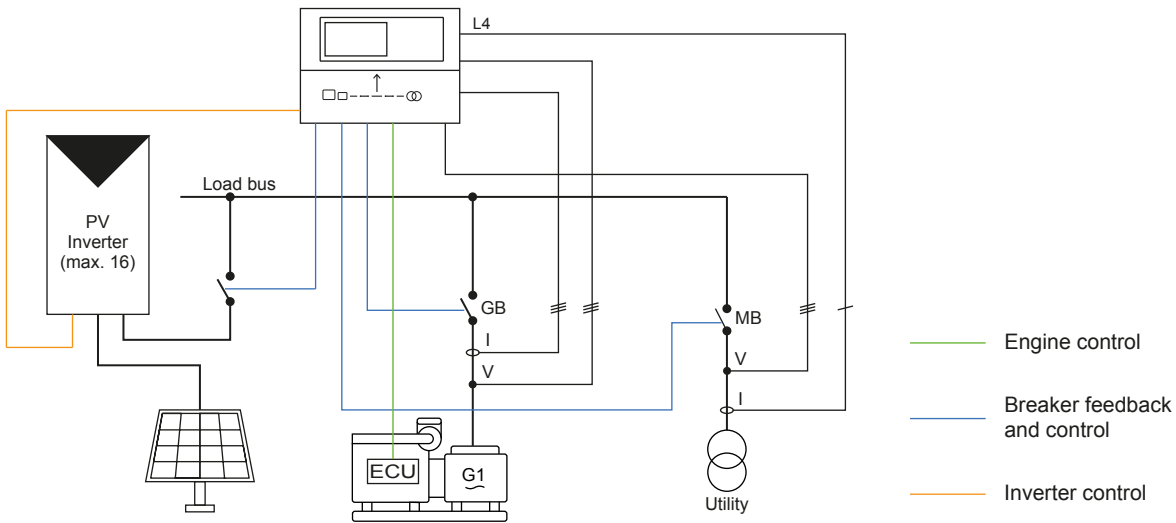 L4
Load bus
PV
Inverter
(max. 16)
GB
MB
I
V
V
I
ECU
G1
Utility
Engine control
Breaker feedback
and control
Inverter control